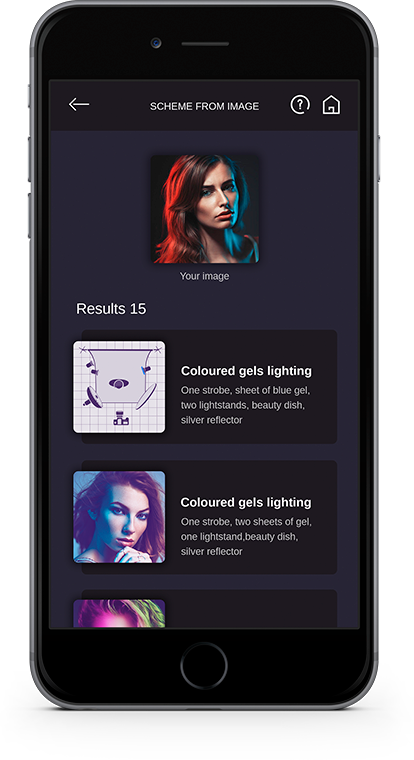 SCHEME FROM IMAGE
Your image
Results 15
Coloured gels lighting
One strobe, sheet of blue gel,
two lightstands, beauty dish,
silver reflector
Coloured gels lighting
One strobe, two sheets of gel,
one lightstand,beauty dish,
silver reflector